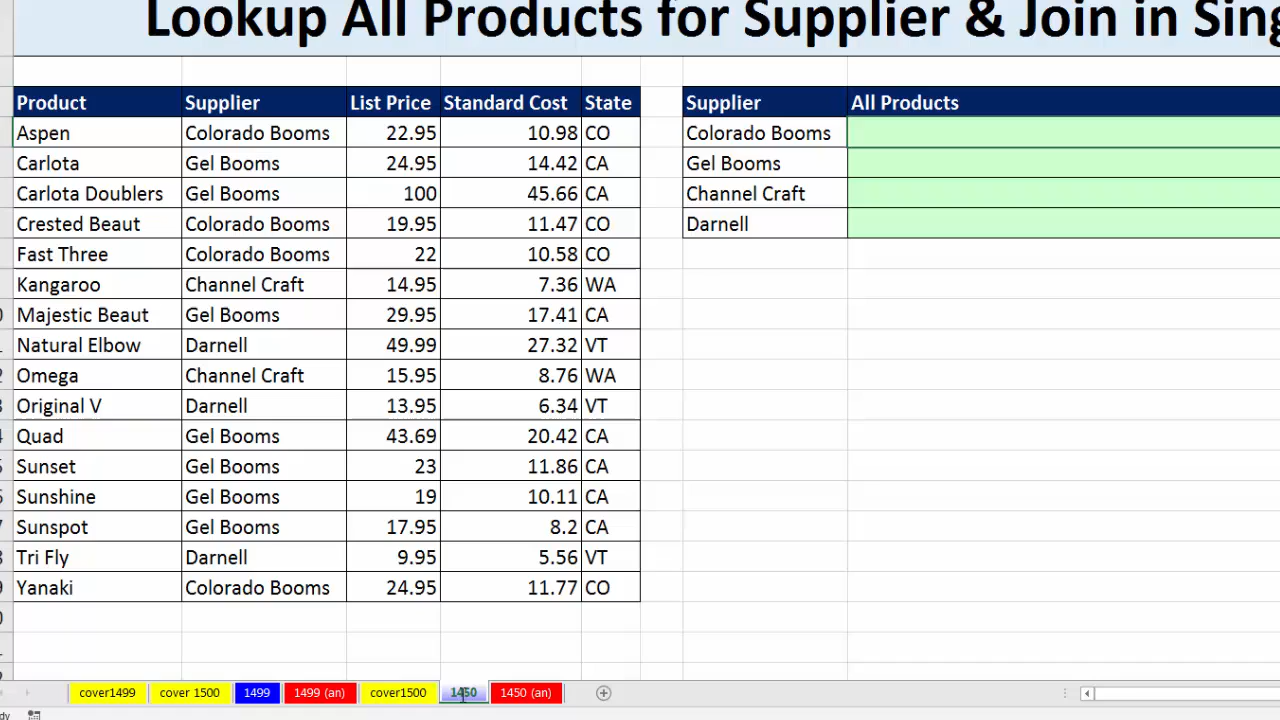 Lookup All Products for Supplier & Join in Sing
Product Supplier List Price Standard Cost State Supplier All Products
Aspen Colorado Booms 22.95 10.98 CO Colorado Booms
Carlota Gel Booms 24.95 14.42 CA Gel Booms
Carlota Doublers Gel Booms 100 45.66 CA Channel Craft
Crested Beaut Colorado Booms 19.95 11.47 CO Darnell
Fast Three Colorado Booms 22 10.58 CO
Kangaroo Channel Craft 14.95 7.36 WA
Majestic Beaut Gel Booms 29.95 17.41 CA
Natural Elbow Darnell 49.99 27.32 VT
Omega Channel Craft 15.95 8.76 WA
Original V Darnell 13.95 6.34 VT
Quad Gel Booms 43.69 20.42 CA
Sunset Gel Booms 23 11.86 CA
Sunshine Gel Booms 19 10.11 CA
Sunspot Gel Booms 17.95 8.2 CA
Tri Fly Darnell 9.95 5.56 VT
Yanaki Colorado Booms 24.95 11.77 CO
cover1499 cover 1500 1499 1499 (an) cover1500 1450 1450 (an)